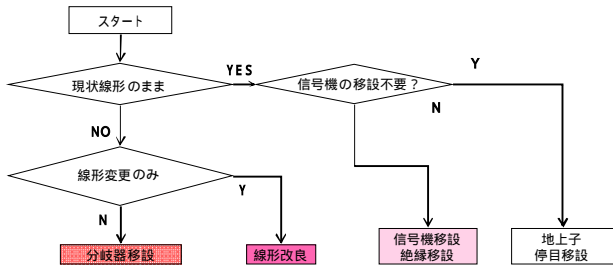 スタート
現状線形のまま
YES
信号機の移設不要？
Y
N
NO
線形変更のみ
Y
N
分岐器移設
線形改良
信号機移設
絶縁移設
地上子
停目移設